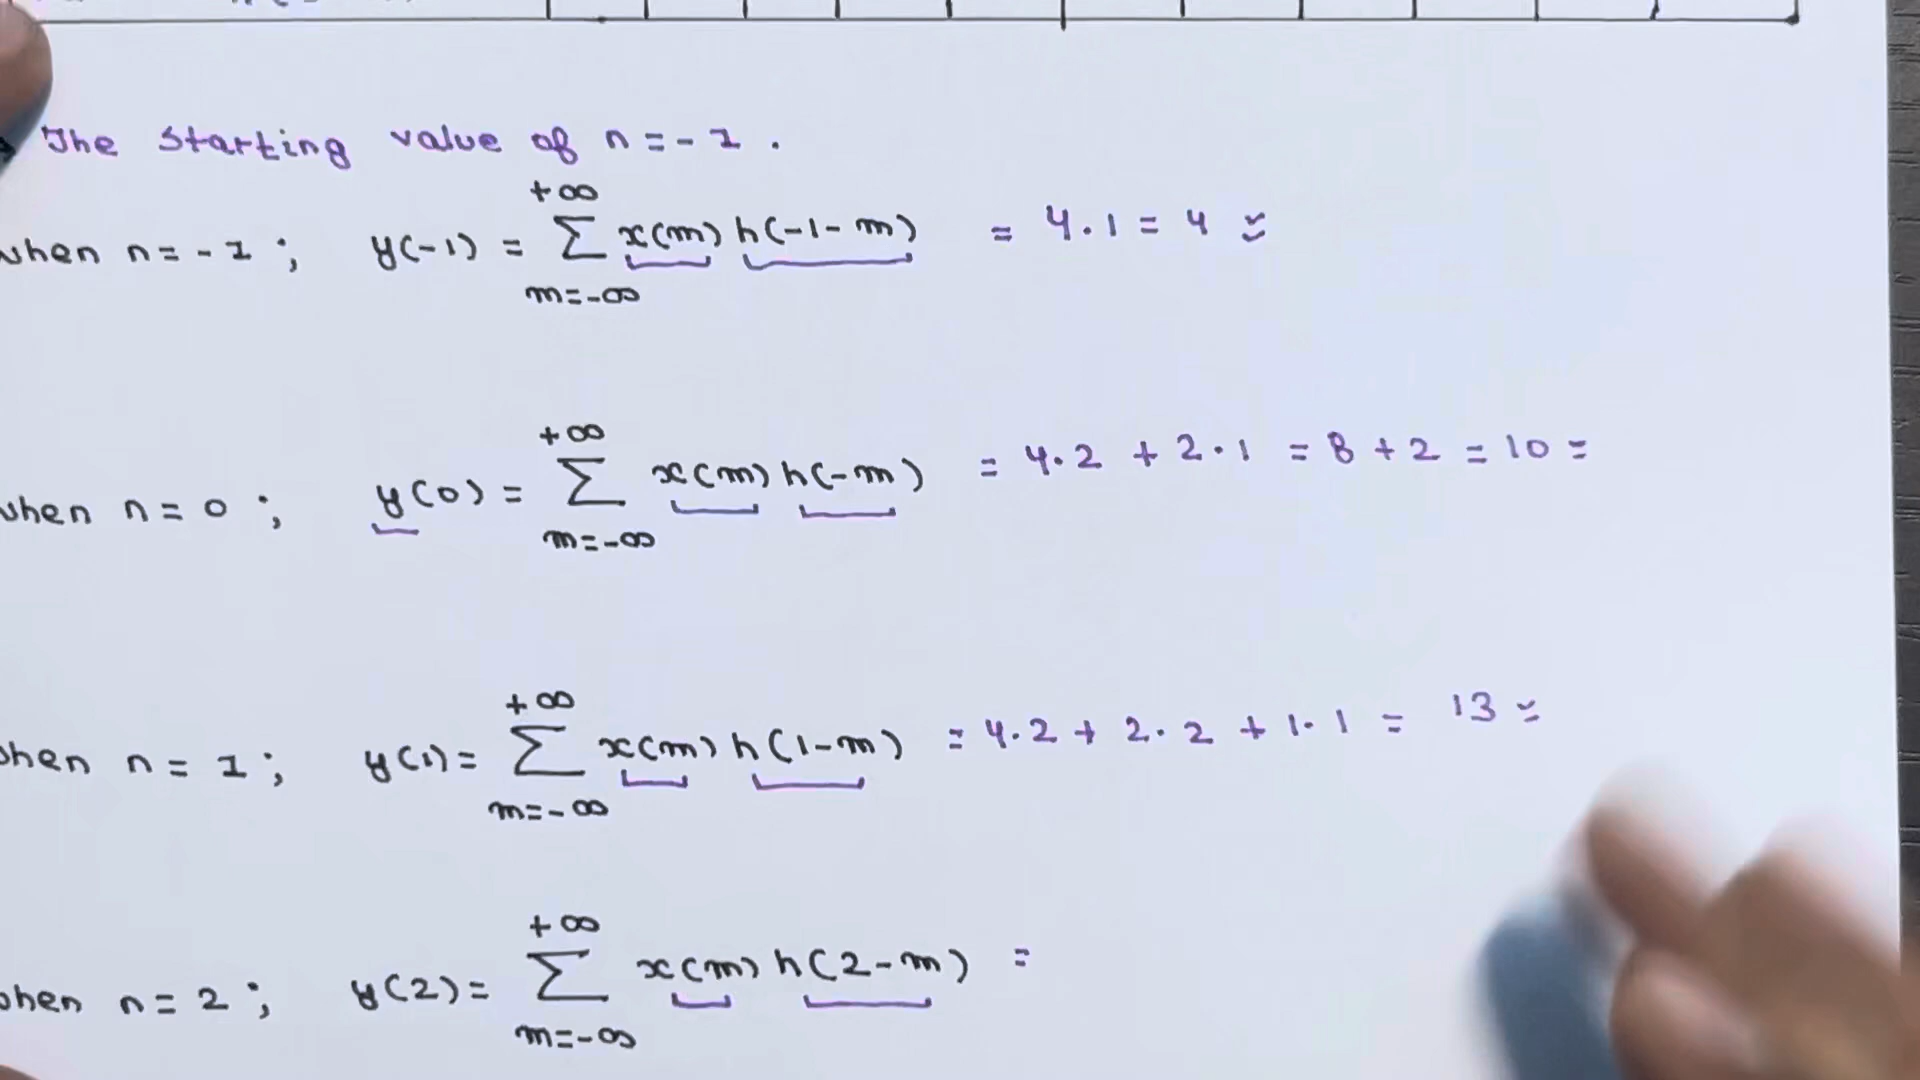 The starting value of n = -1 .
+∞
when n = -1 ; y(-1) = Σ x(m) h(-1-m) = 4.1 = 4
m=-∞
+∞
when n = 0 ; y(0) = Σ x(m) h(-m) = 4.2 + 2.1 = 8 + 2 = 10 =
m=-∞
+∞
when n = 1 ; y(1) = Σ x(m) h(1-m) = 4.2 + 2.2 + 1.1 = 13
m=-∞
+∞
when n = 2 ; y(2) = Σ x(m) h(2-m) =
m=-∞